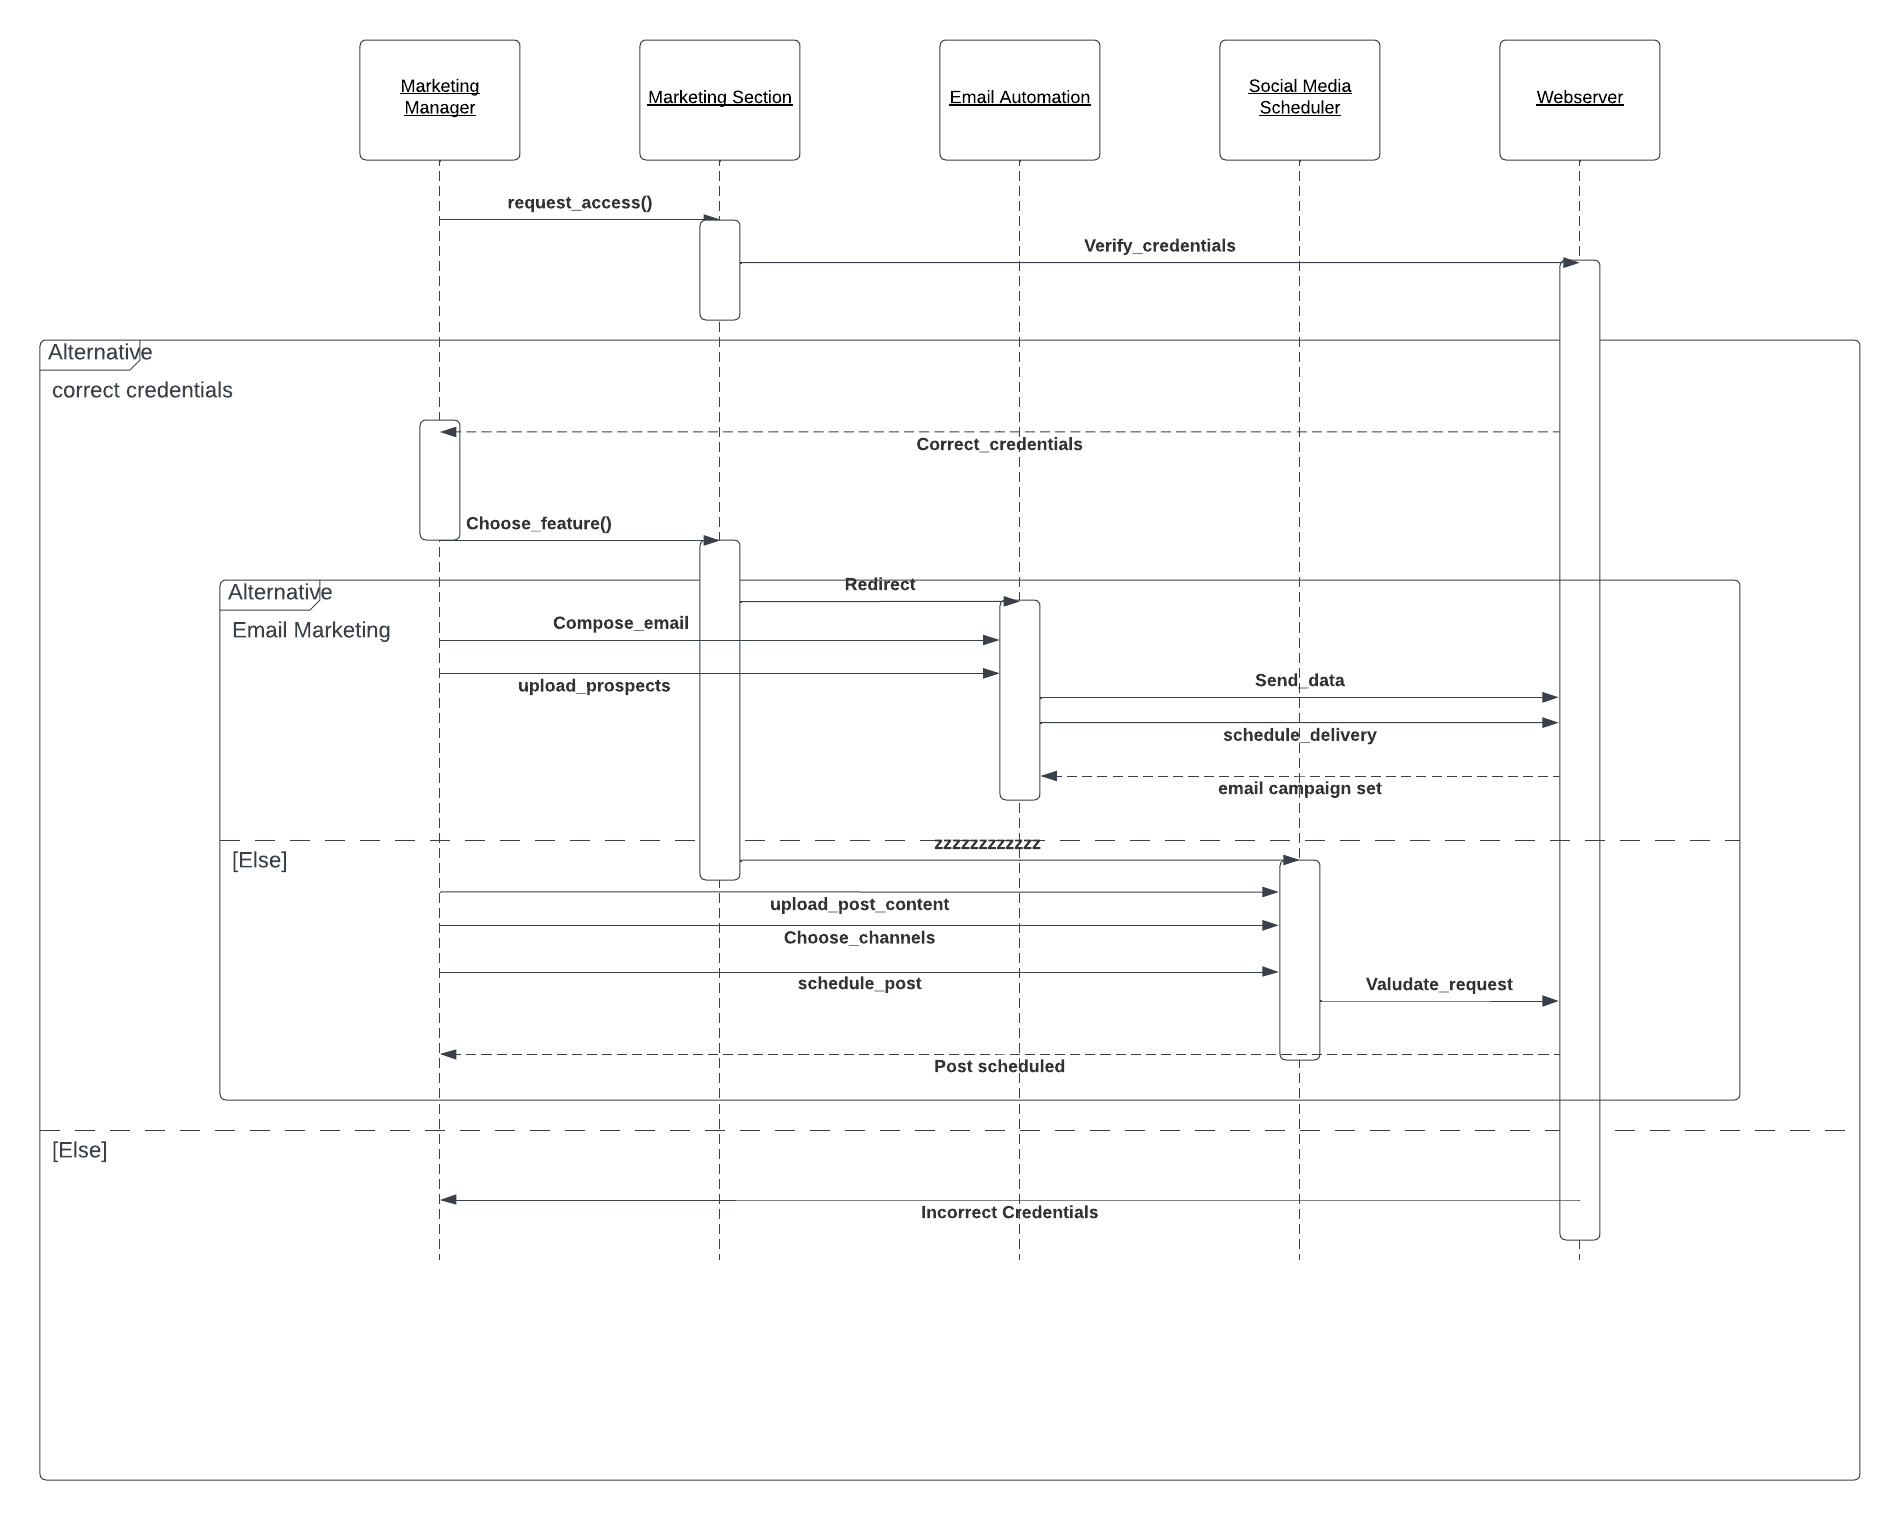 Marketing
Manager
Marketing Section
Email Automation
Social Media
Scheduler
Webserver
request_access()
Verify_credentials
Alternative
correct credentials
Correct_credentials
Choose_feature()
Alternative
Redirect
Email Marketing
Compose_email
upload_prospects
Send_data
schedule_delivery
email campaign set
zzzzzzzzzzzz
[Else]
upload_post_content
Choose_channels
schedule_post
Valudate_request
Post scheduled
[Else]
Incorrect Credentials